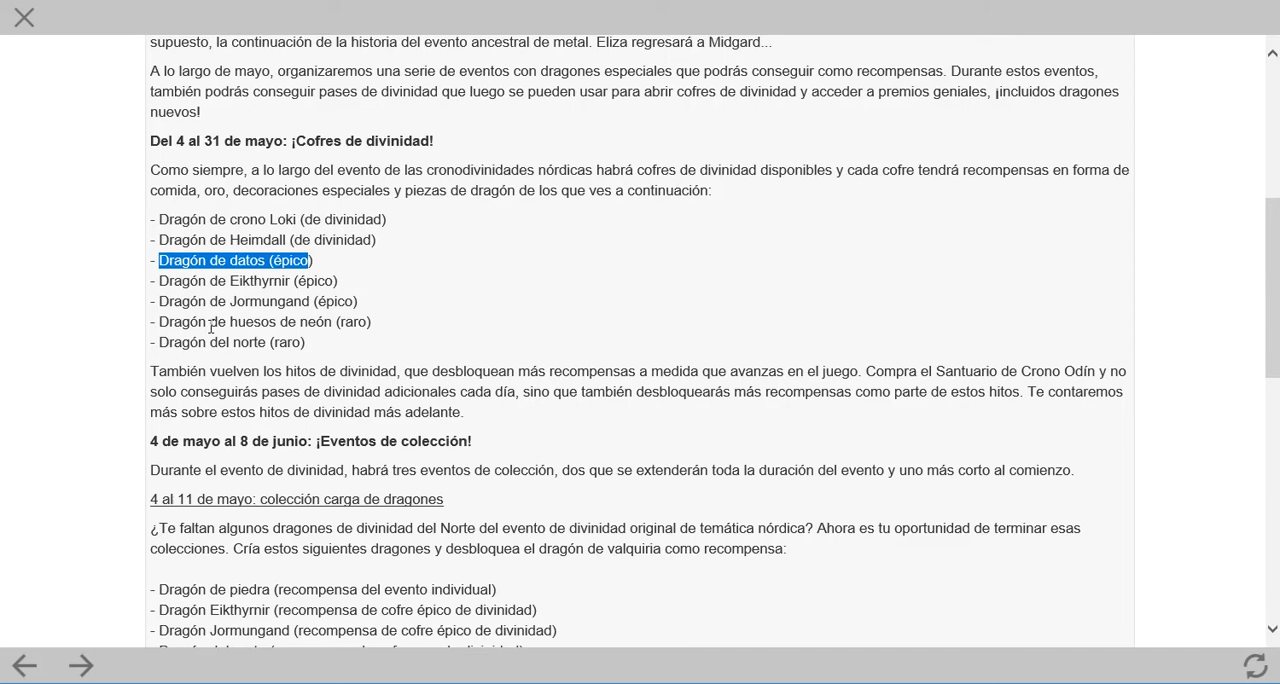 supuesto, la continuación de la historia del evento ancestral de metal. Eliza regresará a Midgard...
A lo largo de mayo, organizaremos una serie de eventos con dragones especiales que podrás conseguir como recompensas. Durante estos eventos,
también podrás conseguir pases de divinidad que luego se pueden usar para abrir cofres de divinidad y acceder a premios geniales, ¡incluidos dragones
nuevos!
Del 4 al 31 de mayo: ¡Cofres de divinidad!
Como siempre, a lo largo del evento de las cronodivinidades nórdicas habrá cofres de divinidad disponibles y cada cofre tendrá recompensas en forma de
comida, oro, decoraciones especiales y piezas de dragón de los que ves a continuación:
- Dragón de crono Loki (de divinidad)
- Dragón de Heimdall (de divinidad)
- Dragón de datos (épico)
- Dragón de Eikthyrnir (épico)
- Dragón de Jormungand (épico)
- Dragón de huesos de neón (raro)
- Dragón del norte (raro)
También vuelven los hitos de divinidad, que desbloquean más recompensas a medida que avanzas en el juego. Compra el Santuario de Crono Odín y no
solo conseguirás pases de divinidad adicionales cada día, sino que también desbloquearás más recompensas como parte de estos hitos. Te contaremos
más sobre estos hitos de divinidad más adelante.
4 de mayo al 8 de junio: ¡Eventos de colección!
Durante el evento de divinidad, habrá tres eventos de colección, dos que se extenderán toda la duración del evento y uno más corto al comienzo.
4 al 11 de mayo: colección carga de dragones
¿Te faltan algunos dragones de divinidad del Norte del evento de divinidad original de temática nórdica? Ahora es tu oportunidad de terminar esas
colecciones. Cría estos siguientes dragones y desbloquea el dragón de valquiria como recompensa:
- Dragón de piedra (recompensa del evento individual)
- Dragón Eikthyrnir (recompensa de cofre épico de divinidad)
- Dragón Jormungand (recompensa de cofre épico de divinidad)